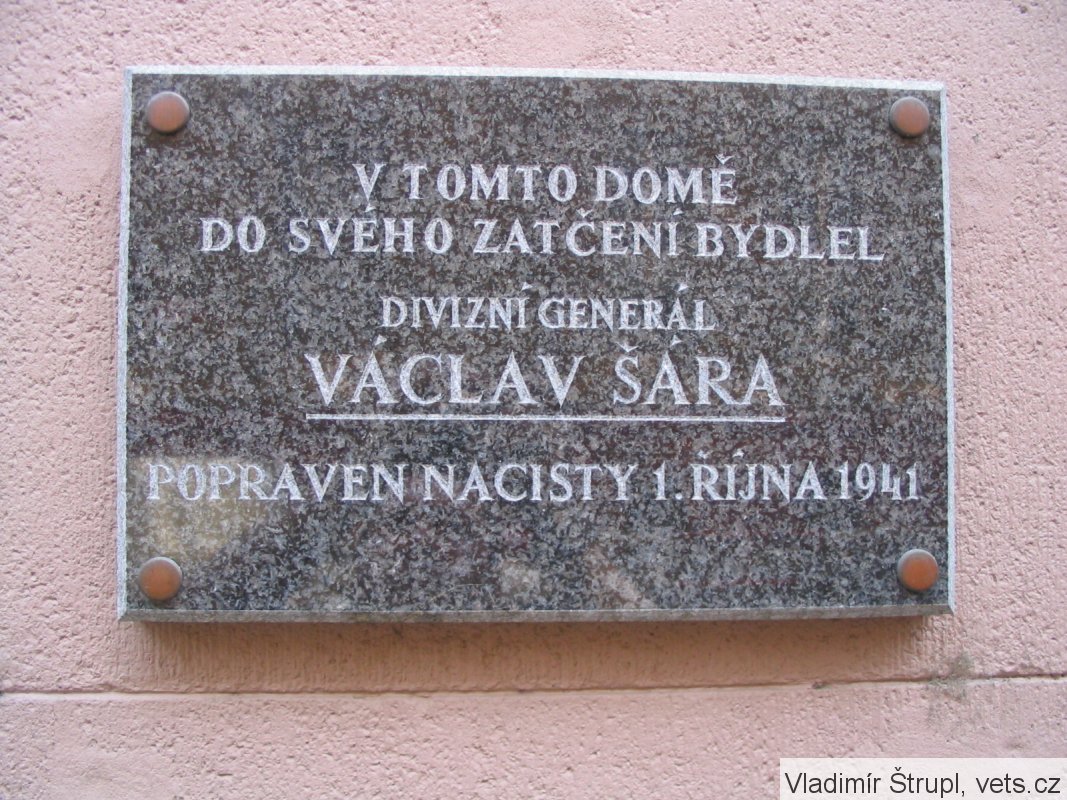 V TOMTO DOMĚ
DO SVÉHO ZATČENÍ BYDLEL
DIVIZNÍ GENERÁL
VÁCLAV ŠÁRA
POPRAVEN NACISTY 1. ŘÍJNA 1941
Vladimír Štrupl, vets.cz